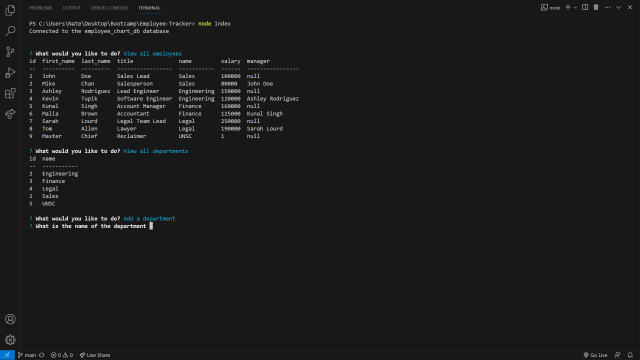 PROBLEMS OUTPUT DEBUG CONSOLE TERMINAL
node
PS C:\Users\Nate\Desktop\Bootcamp\Employee-Tracker> node index
Connected to the employee_chart_db database
? What would you like to do? View all employees
id first_name last_name title name salary manager
-- ---------- --------- ----------------- ----------- ------ ----------------
1 John Doe Sales Lead Sales 100000 null
2 Mike Chan Salesperson Sales 80000 John Doe
3 Ashley Rodriguez Lead Engineer Engineering 150000 null
4 Kevin Tupik Software Engineer Engineering 120000 Ashley Rodriguez
5 Kunal Singh Account Manager Finance 160000 null
6 Malia Brown Accountant Finance 125000 Kunal Singh
7 Sarah Lourd Legal Team Lead Legal 250000 null
8 Tom Allen Lawyer Legal 190000 Sarah Lourd
9 Master Chief Reclaimer UNSC 1 null
? What would you like to do? View all departments
id name
-- -----------
2 Engineering
3 Finance
4 Legal
1 Sales
5 UNSC
? What would you like to do? Add a department
? What is the name of the department
main 0 0 Live Share Go Live